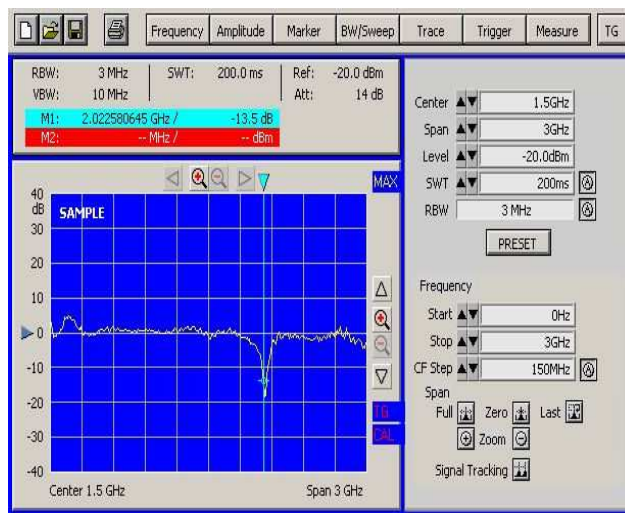 Frequency Amplitude Marker BW/Sweep Trace Trigger Measure TG
RBW: 3 MHz SWT: 200.0 ms Ref: -20.0 dBm
VBW: 10 MHz Att: 14 dB
M1: 2.022580645 GHz / -13.5 dB
M2: -- MHz / -- dBm
MAX
40
dB
SAMPLE
30
20
10
0
-10
-20
-30
-40
TG
CAL
Center 1.5 GHz Span 3 GHz
Center 1.5GHz
Span 3GHz
Level -20.0dBm
SWT 200ms A
RBW 3 MHz A
PRESET
Frequency
Start 0Hz
Stop 3GHz
CF Step 150MHz A
Span
Full Zero Last
Zoom
Signal Tracking